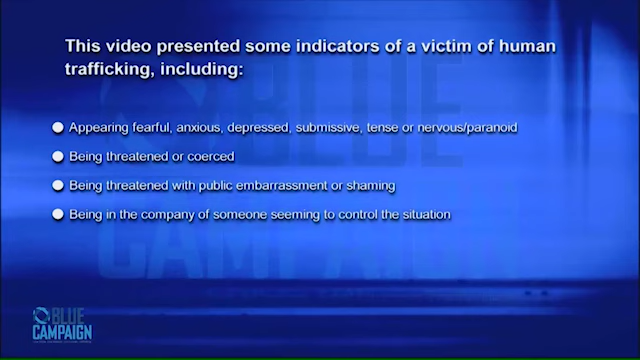 This video presented some indicators of a victim of human
trafficking, including:
Appearing fearful, anxious, depressed, submissive, tense or nervous/paranoid
Being threatened or coerced
Being threatened with public embarrassment or shaming
Being in the company of someone seeming to control the situation
BLUE
CAMPAIGN
BLUE
CAMPAIGN